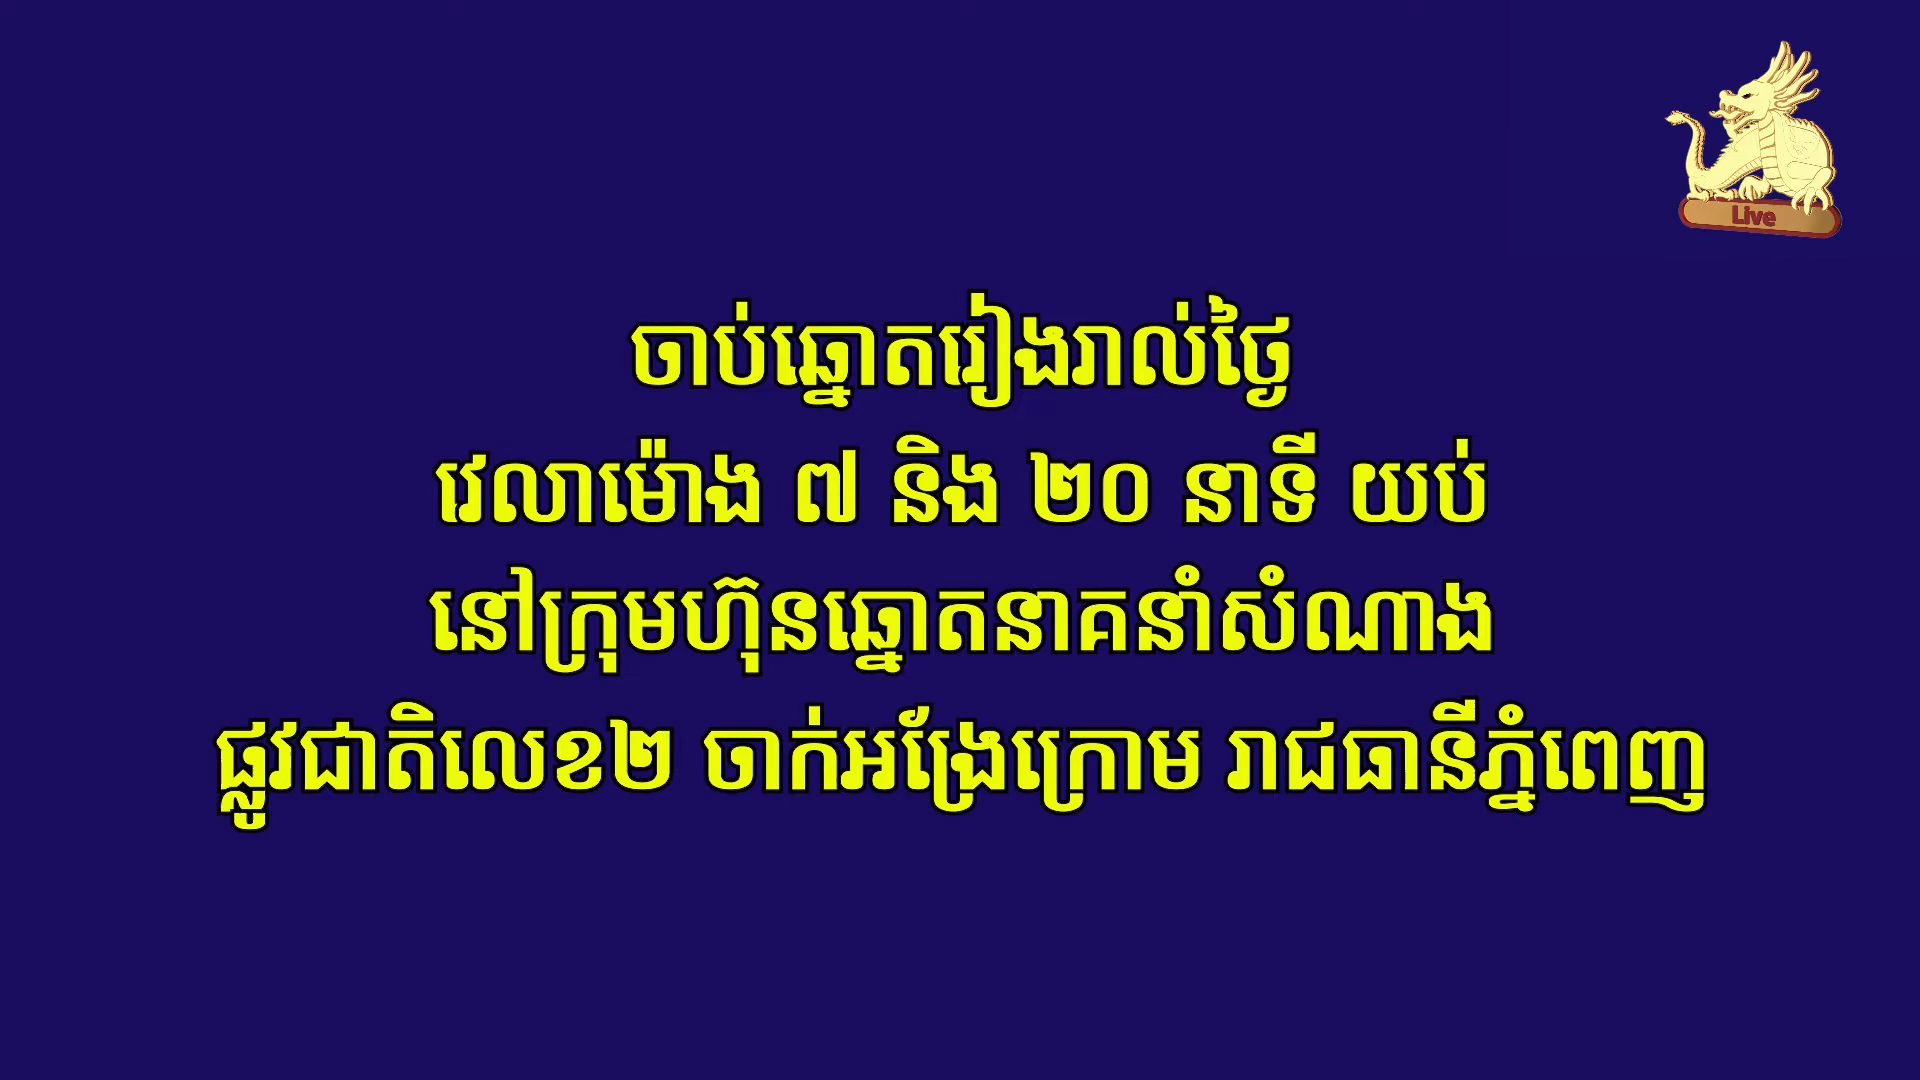 Live
ចាប់ឆ្នោតរៀងរាល់ថ្ងៃ
វេលាម៉ោង ៧ និង ២០ នាទី យប់
នៅក្រុមហ៊ុនឆ្នោតនាគនាំសំណាង
ផ្លូវជាតិលេខ២ ចាក់អង្រែក្រោម រាជធានីភ្នំពេញ